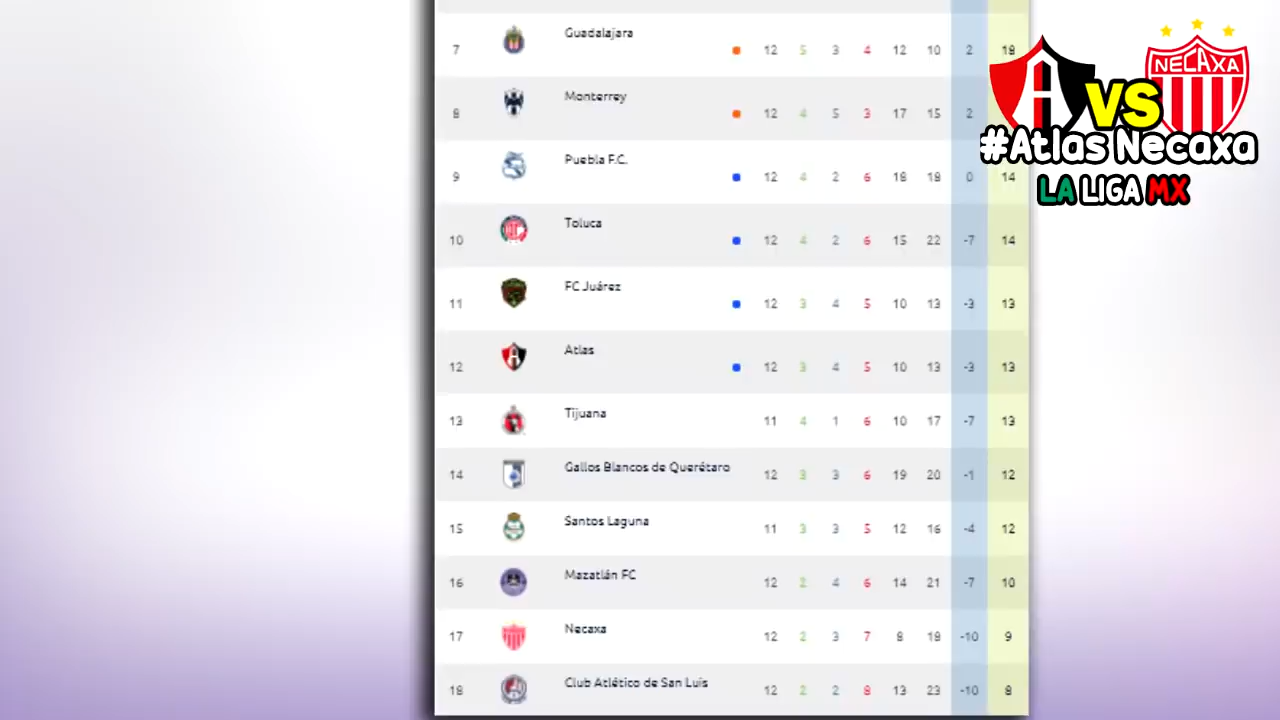 7 Guadalajara 12 5 3 4 12 10 2 18
8 Monterrey 12 4 5 3 17 15 2
9 Puebla F.C. 12 4 2 6 18 18 0 14
10 Toluca 12 4 2 6 15 22 -7 14
11 FC Juárez 12 3 4 5 10 13 -3 13
12 Atlas 12 3 4 5 10 13 -3 13
13 Tijuana 11 4 1 6 10 17 -7 13
14 Gallos Blancos de Querétaro 12 3 3 6 19 20 -1 12
15 Santos Laguna 11 3 3 5 12 16 -4 12
16 Mazatlán FC 12 2 4 6 14 21 -7 10
17 Necaxa 12 2 3 7 8 18 -10 9
18 Club Atlético de San Luis 12 2 2 8 13 23 -10 8
A VS NECAXA
#Atlas Necaxa
LA LIGA MX